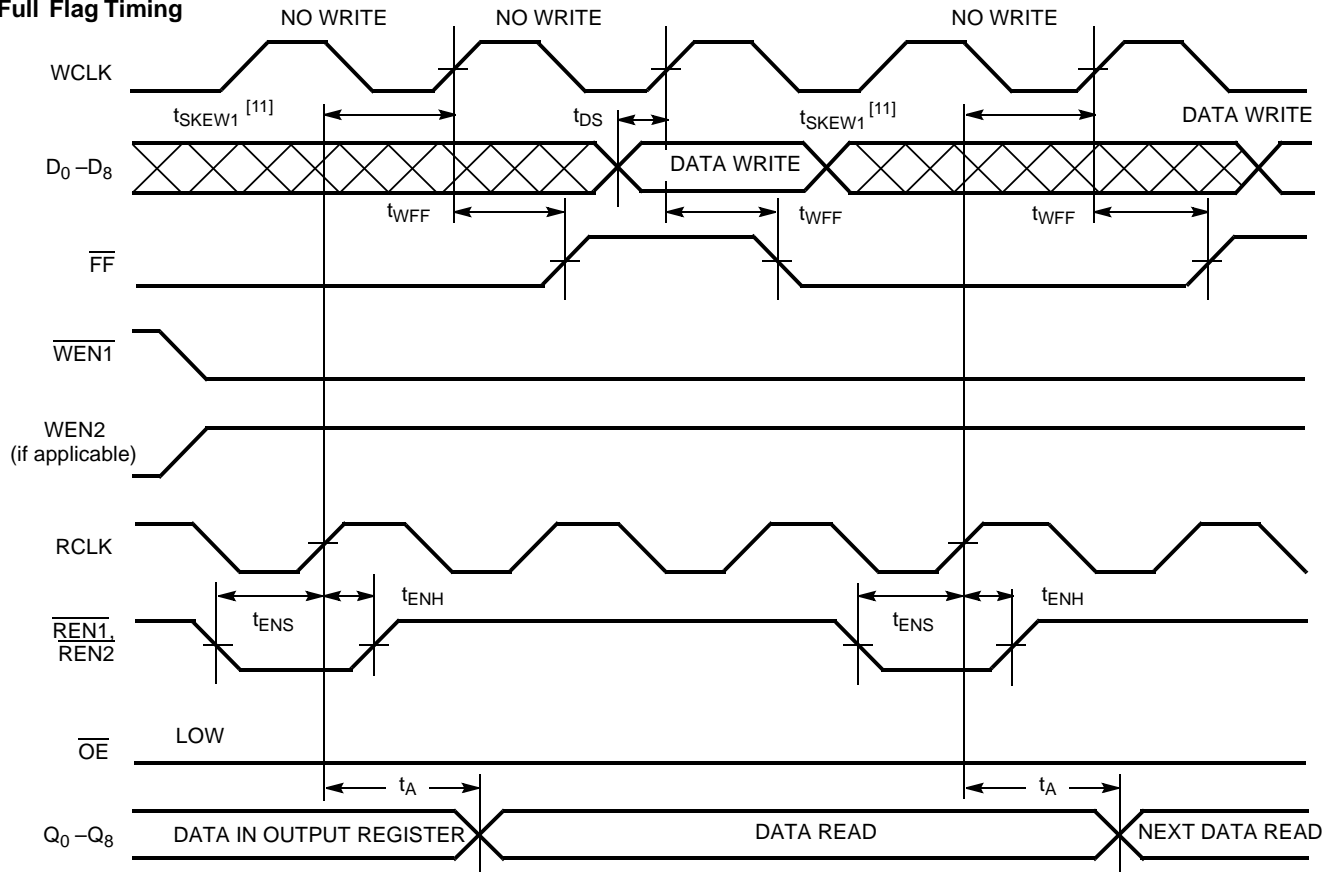 Full Flag Timing
NO WRITE
NO WRITE
NO WRITE
WCLK
tSKEW1 [11]
tDS
tSKEW1 [11]
DATA WRITE
D0 –D8
DATA WRITE
tWFF
tWFF
tWFF
FF
WEN1
WEN2
(if applicable)
RCLK
tENS
tENH
tENS
tENH
REN1,
REN2
LOW
OE
tA
tA
Q0 –Q8
DATA IN OUTPUT REGISTER
DATA READ
NEXT DATA READ